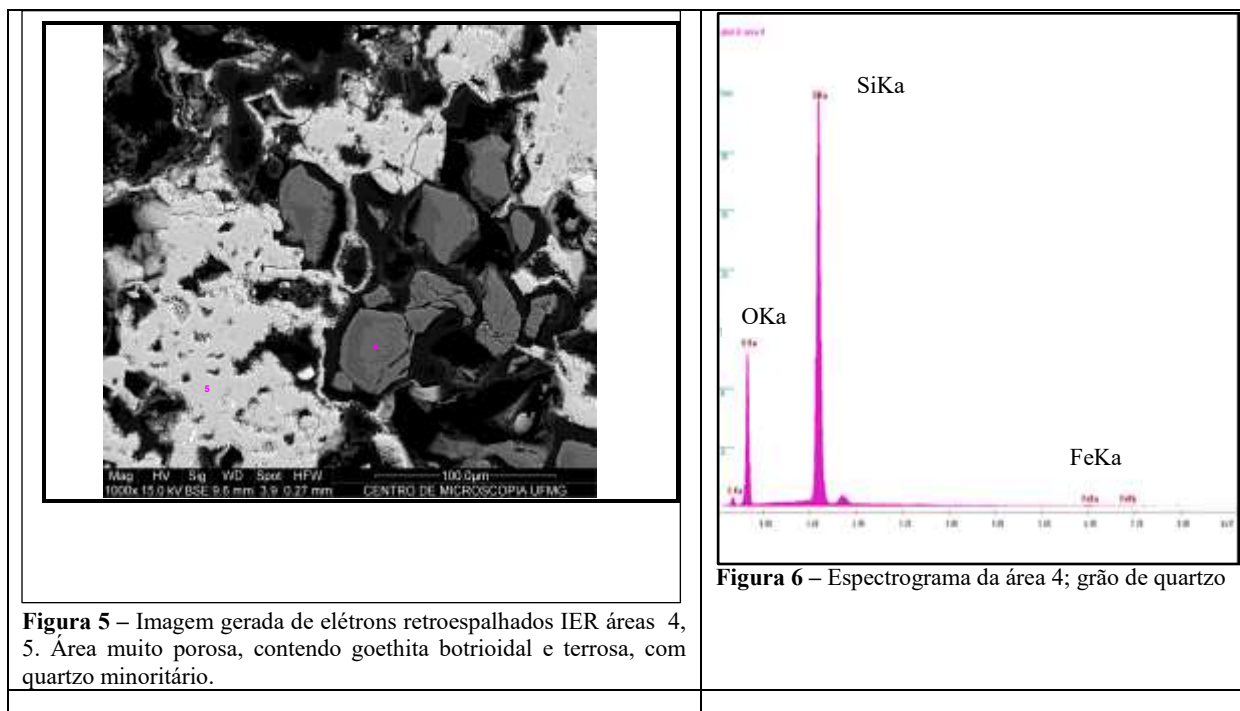 SiKa
OKa
FeKa
4
5
Mag HV Sig WD Spot HFW
1000x 15.0 kV BSE 9.6 mm 3.9 0.27 mm
100.0µm
CENTRO DE MICROSCOPIA UFMG
Figura 5 – Imagem gerada de elétrons retroespalhados IER áreas 4,
5. Área muito porosa, contendo goethita botrioidal e terrosa, com
quartzo minoritário.
Figura 6 – Espectrograma da área 4; grão de quartzo